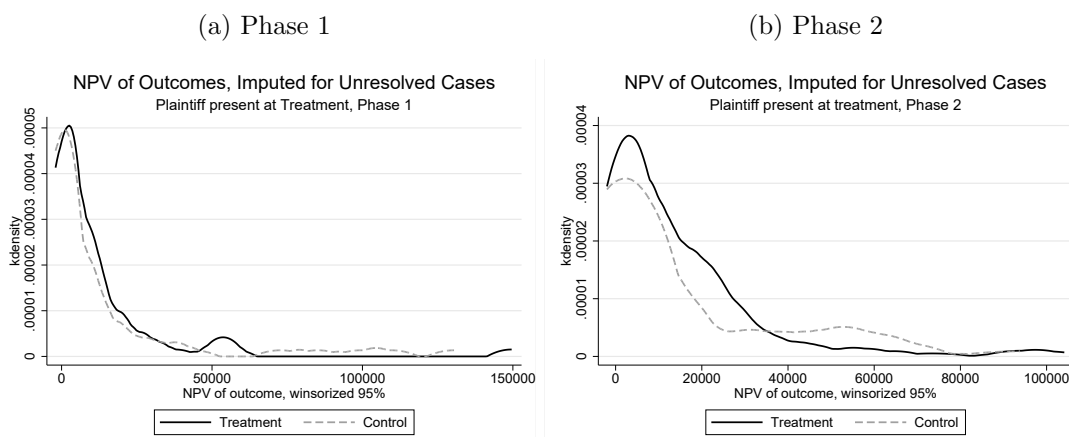 (a) Phase 1
NPV of Outcomes, Imputed for Unresolved Cases
Plaintiff present at Treatment, Phase 1
kdensity
0 .00001 .00002 .00003 .00004 .00005
0 50000 100000 150000
NPV of outcome, winsorized 95%
Treatment Control
(b) Phase 2
NPV of Outcomes, Imputed for Unresolved Cases
Plaintiff present at treatment, Phase 2
kdensity
0 .00001 .00002 .00003 .00004
0 20000 40000 60000 80000 100000
NPV of outcome, winsorized 95%
Treatment Control